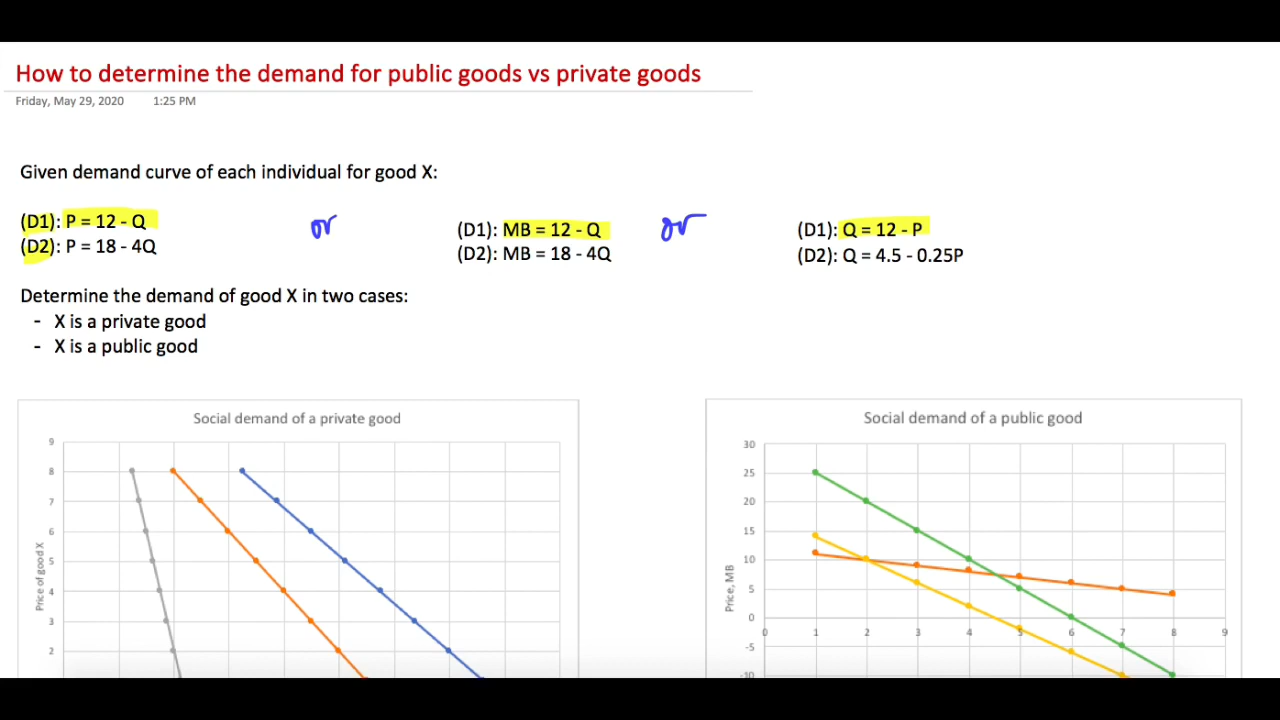 How to determine the demand for public goods vs private goods
Friday, May 29, 2020 1:25 PM
Given demand curve of each individual for good X:
(D1): P = 12 - Q
(D2): P = 18 - 4Q
or
(D1): MB = 12 - Q
(D2): MB = 18 - 4Q
or
(D1): Q = 12 - P
(D2): Q = 4.5 - 0.25P
Determine the demand of good X in two cases:
- X is a private good
- X is a public good
Social demand of a private good
9
8
7
6
5
4
3
2
Price of good X
Social demand of a public good
30
25
20
15
10
5
0
-5
-10
Price, MB
0 1 2 3 4 5 6 7 8 9